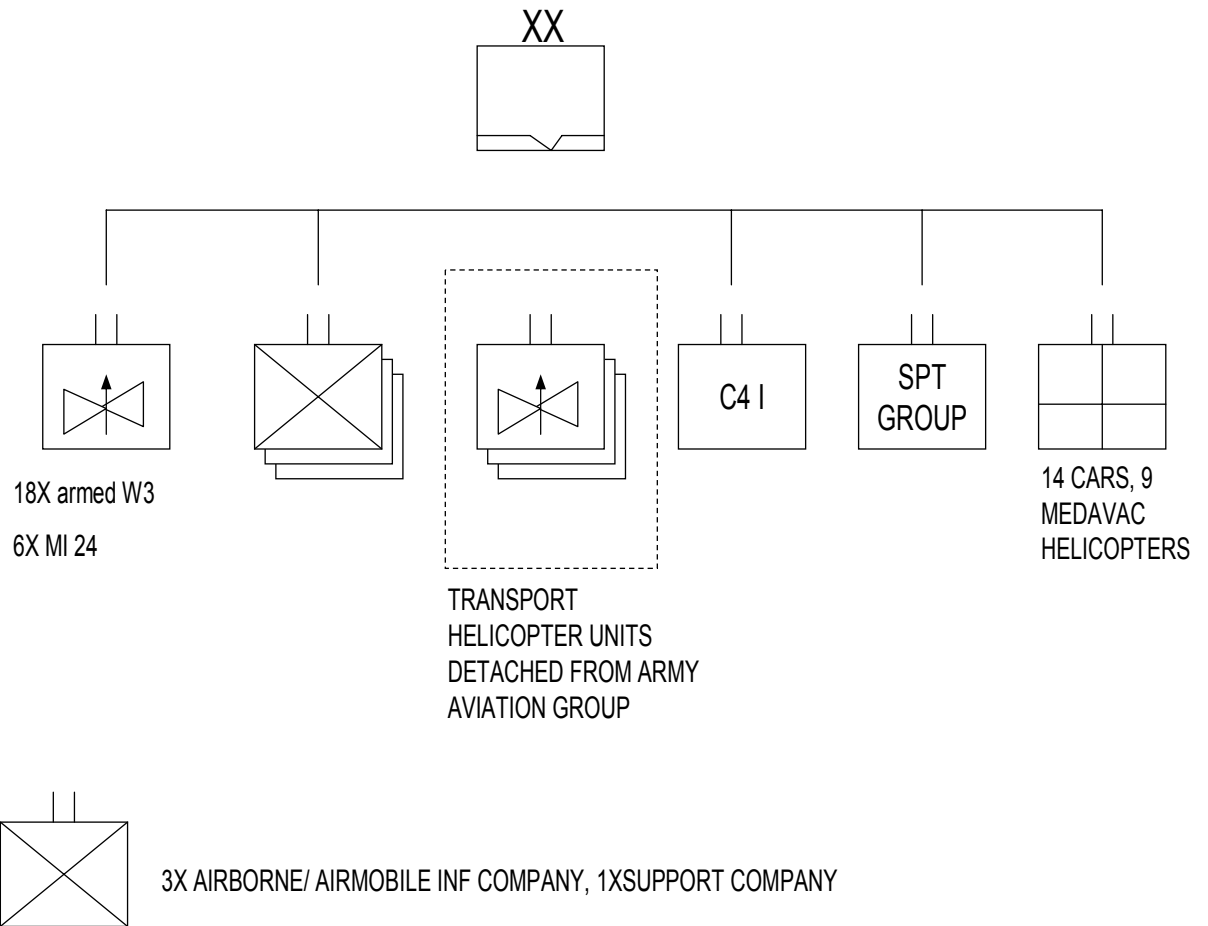 XX
C4 I
SPT
GROUP
18X armed W3
6X MI 24
14 CARS, 9
MEDAVAC
HELICOPTERS
TRANSPORT
HELICOPTER UNITS
DETACHED FROM ARMY
AVIATION GROUP
3X AIRBORNE/ AIRMOBILE INF COMPANY, 1XSUPPORT COMPANY